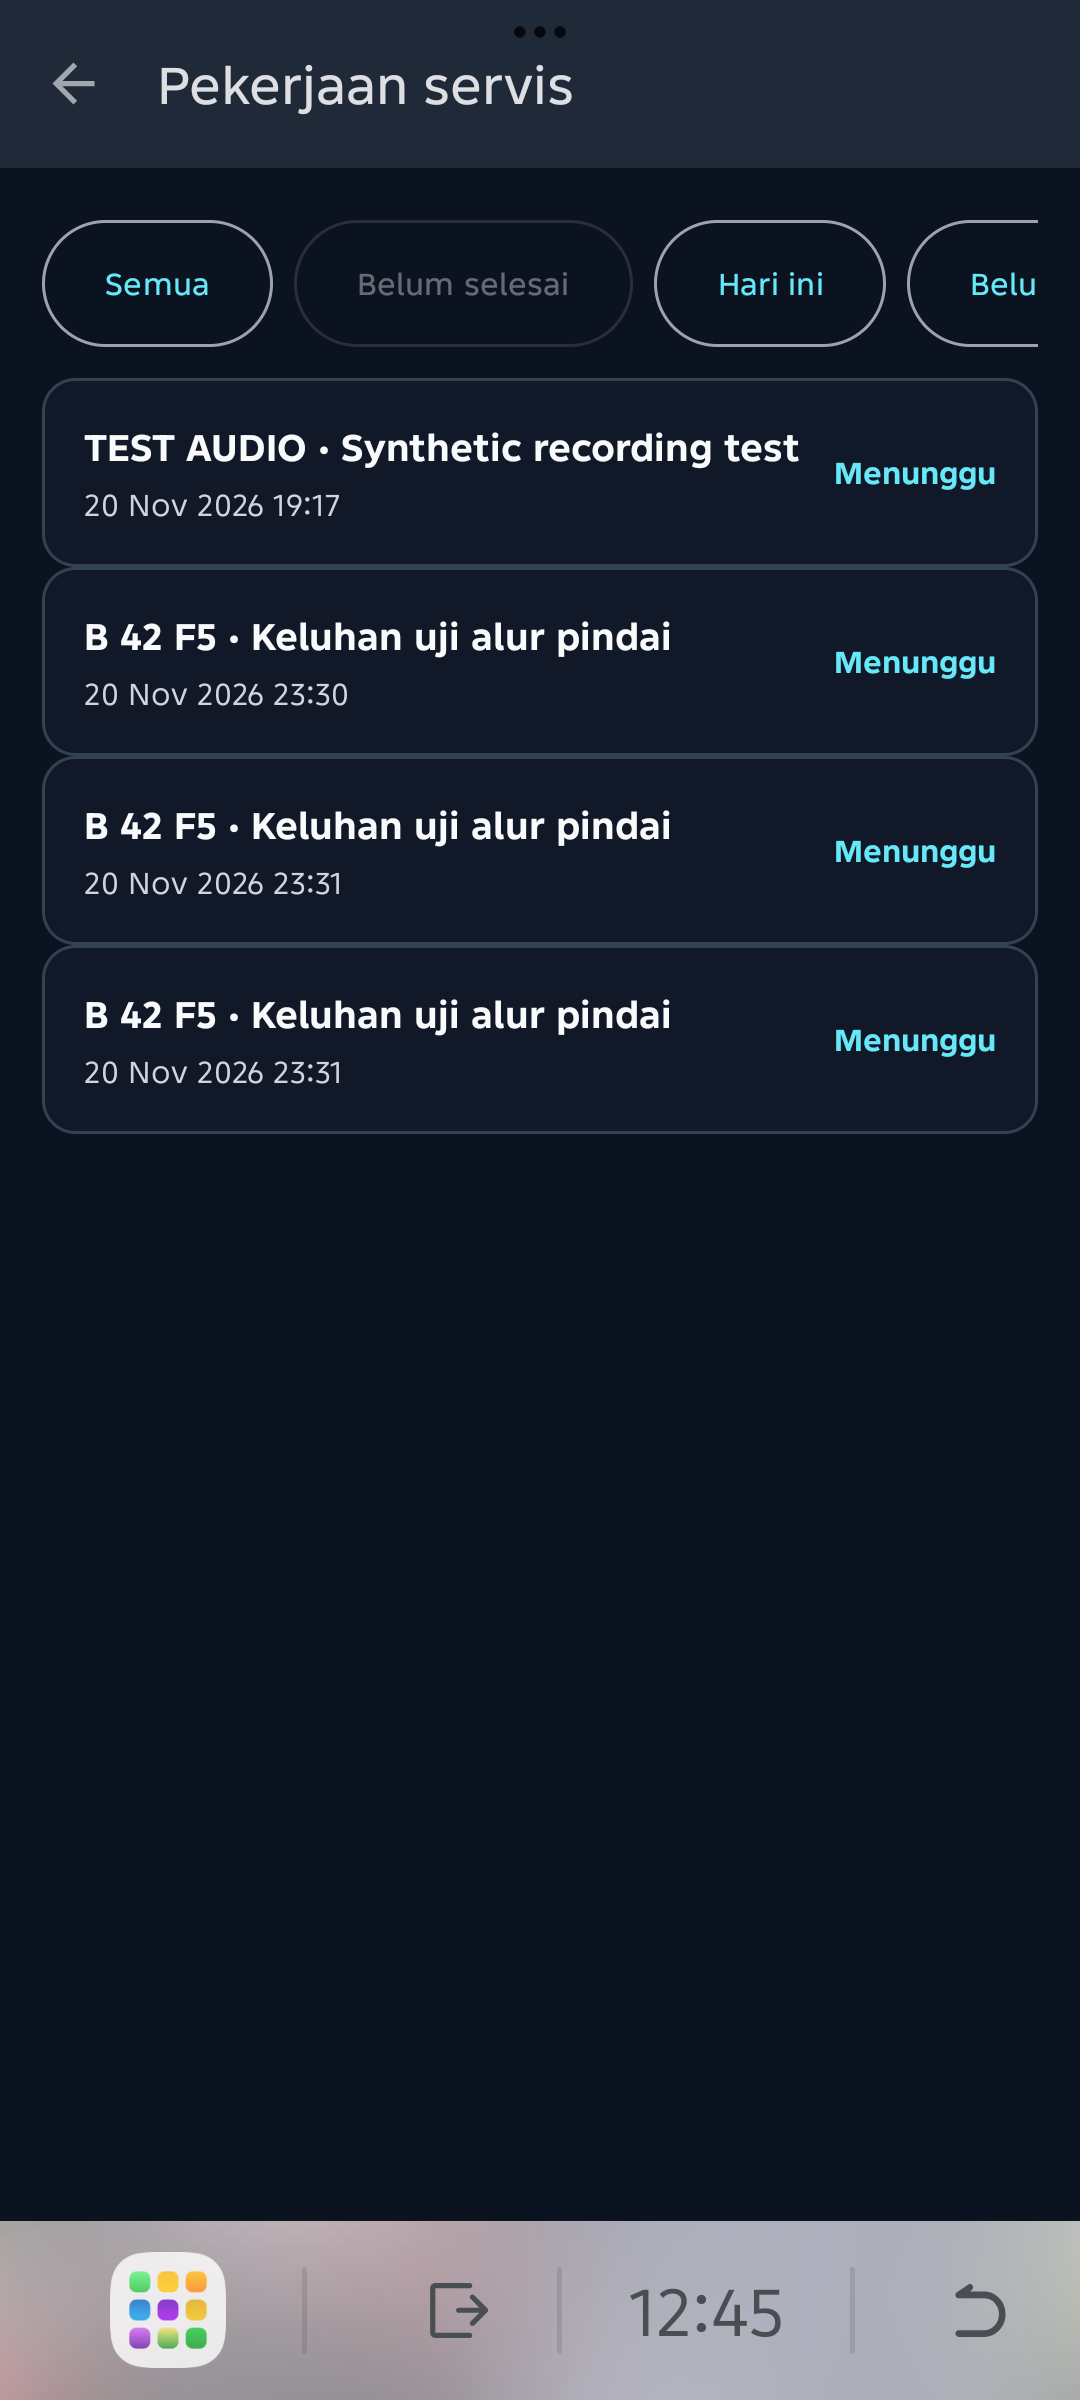 Pekerjaan servis
Semua
Belum selesai
Hari ini
Belu
TEST AUDIO • Synthetic recording test
20 Nov 2026 19:17
Menunggu
B 42 F5 • Keluhan uji alur pindai
20 Nov 2026 23:30
Menunggu
B 42 F5 • Keluhan uji alur pindai
20 Nov 2026 23:31
Menunggu
B 42 F5 • Keluhan uji alur pindai
20 Nov 2026 23:31
Menunggu
12:45